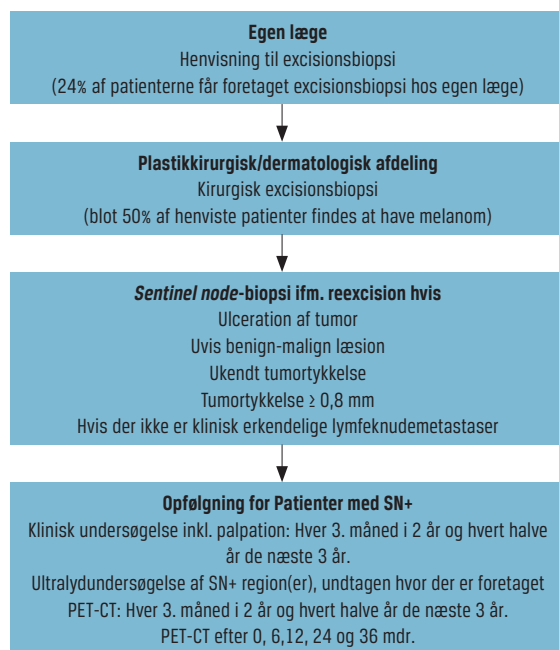 Egen læge
Henvisning til excisionsbiopsi
(24% af patienterne får foretaget excisionsbiopsi hos egen læge)
Plastikkirurgisk/dermatologisk afdeling
Kirurgisk excisionsbiopsi
(blot 50% af henviste patienter findes at have melanom)
Sentinel node-biopsi ifm. reexcision hvis
Ulceration af tumor
Uvis benign-malign læsion
Ukendt tumortykkelse
Tumortykkelse ≥ 0,8 mm
Hvis der ikke er klinisk erkendelige lymfeknudemetastaser
Opfølgning for Patienter med SN+
Klinisk undersøgelse inkl. palpation: Hver 3. måned i 2 år og hvert halve
år de næste 3 år.
Ultralydundersøgelse af SN+ region(er), undtagen hvor der er foretaget
PET-CT: Hver 3. måned i 2 år og hvert halve år de næste 3 år.
PET-CT efter 0, 6,12, 24 og 36 mdr.